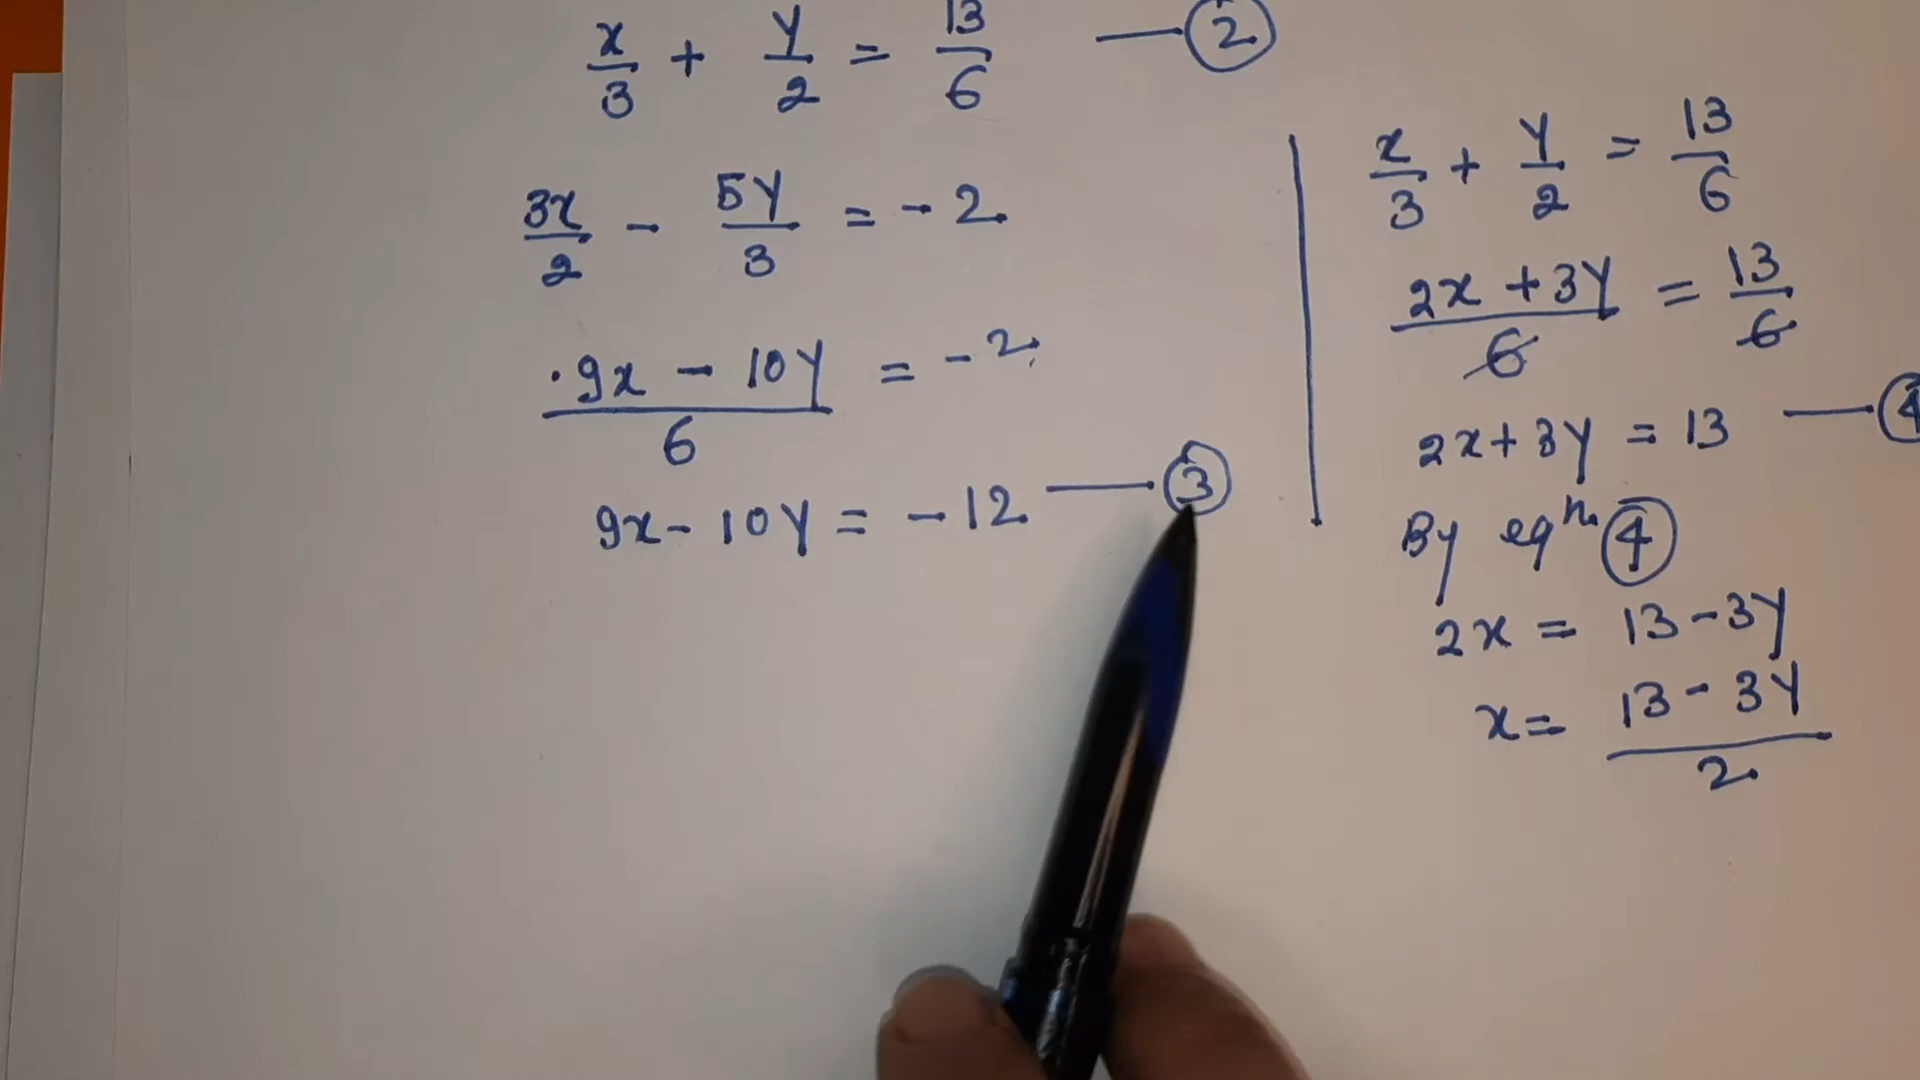 x/3 + y/2 = 13/6 —— ②
3x/2 - 5y/3 = -2
9x - 10y/6 = -2
9x - 10y = -12 —— ③
x/3 + y/2 = 13/6
2x + 3y/6 = 13/6
2x + 3y = 13 —— ④
By eqn. ④
2x = 13 - 3y
x = 13 - 3y/2